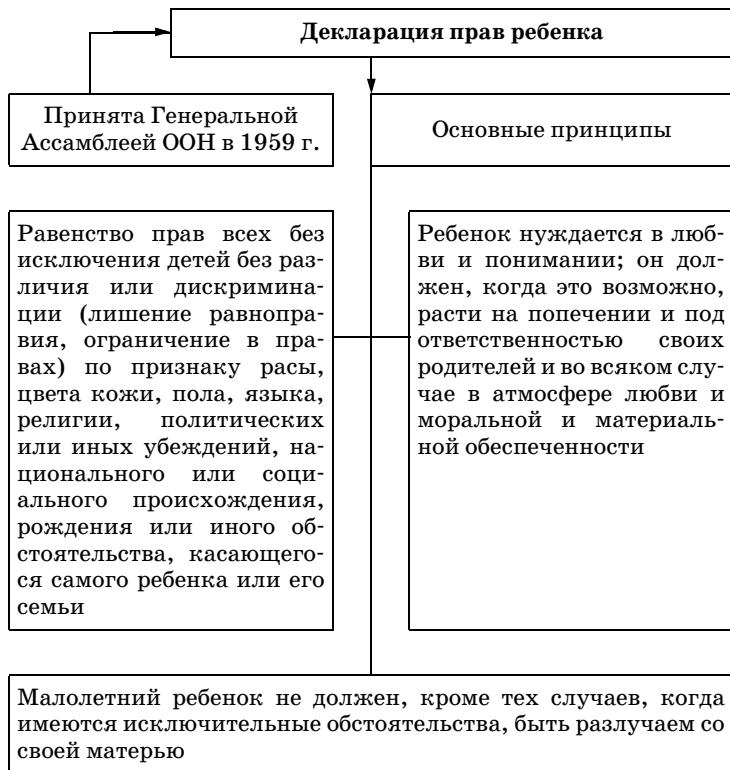 Декларация прав ребенка
Принята Генеральной
Ассамблеей ООН в 1959 г.
Основные принципы
Равенство прав всех без
исключения детей без раз-
личия или дискримина-
ции (лишение равнопра-
вия, ограничение в пра-
вах) по признаку расы,
цвета кожи, пола, языка,
религии, политических
или иных убеждений, на-
ционального или соци-
ального происхождения,
рождения или иного об-
стоятельства, касающего-
ся самого ребенка или его
семьи
Ребенок нуждается в люб-
ви и понимании; он дол-
жен, когда это возможно,
расти на попечении и под
ответственностью своих
родителей и во всяком слу-
чае в атмосфере любви и
моральной и материаль-
ной обеспеченности
Малолетний ребенок не должен, кроме тех случаев, когда
имеются исключительные обстоятельства, быть разлучаем со
своей матерью